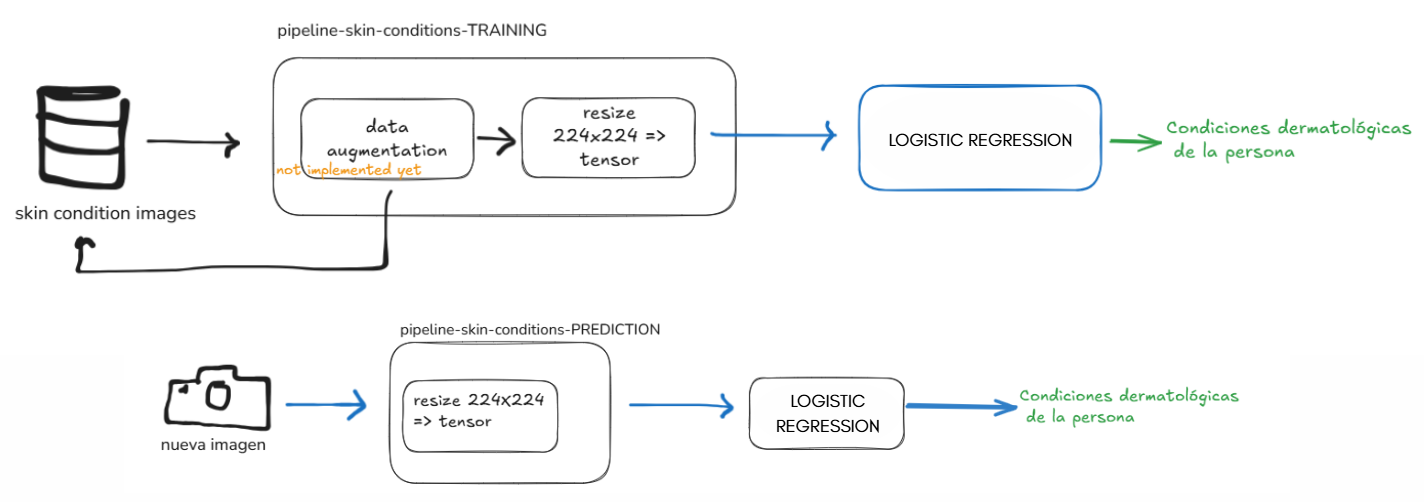 pipeline-skin-conditions-TRAINING
data
augmentation
not implemented yet
resize
224x224 =>
tensor
LOGISTIC REGRESSION
Condiciones dermatológicas
de la persona
skin condition images
pipeline-skin-conditions-PREDICTION
resize 224x224
=> tensor
LOGISTIC
REGRESSION
Condiciones dermatológicas
de la persona
nueva imagen